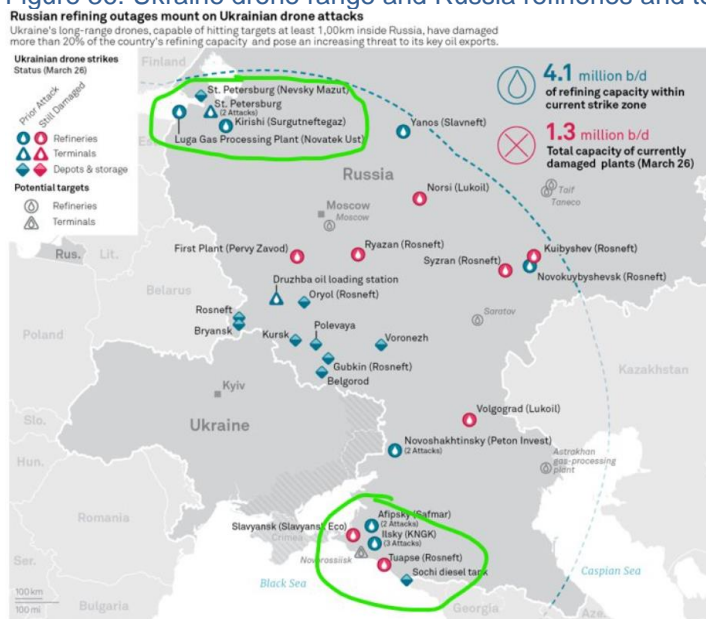 Russian refining outages mount on Ukrainian drone attacks
Ukraine's long-range drones, capable of hitting targets at least 1,00km inside Russia, have damaged
more than 20% of the country's refining capacity and pose an increasing threat to its key oil exports.
Ukrainian drone strikes
Status (March 26)
Prior Attack
Still Damaged
Refineries
Terminals
Depots & storage
Potential targets
Refineries
Terminals
4.1 million b/d
of refining capacity within
current strike zone
1.3 million b/d
Total capacity of currently
damaged plants (March 26)
Finland
St. Petersburg (Nevsky Mazut)
St. Petersburg
(2 Attacks)
Kirishi (Surgutneftegaz)
Luga Gas Processing Plant (Novatek Ust)
Yanos (Slavneft)
Russia
Norsi (Lukoil)
Taif
Taneco
Moscow
Moscow
First Plant (Pervy Zavod)
Ryazan (Rosneft)
Kuibyshev (Rosneft)
Syzran (Rosneft)
Novokuybyshevsk (Rosneft)
Rus.
Lit.
Belarus
Druzhba oil loading station
Oryol (Rosneft)
Saratov
Rosneft
Bryansk
Polevaya
Kursk
Voronezh
Gubkin (Rosneft)
Belgorod
Poland
Kazakhstan
Kyiv
Ukraine
Volgograd (Lukoil)
Slo.
Novoshakhtinsky (Peton Invest)
(2 Attacks)
Astrakhan
gas-processing
plant
Hun.
Romania
Afipsky (Safmar)
(2 Attacks)
Slavyansk (Slavyansk Eco)
Ilsky (KNGK)
(3 Attacks)
Crimea
Novorossiisk
Tuapse (Rosneft)
Sochi diesel tank
Ser.
Black Sea
Caspian Sea
100 km
100 mi
Bulgaria
Georgia
Aze.